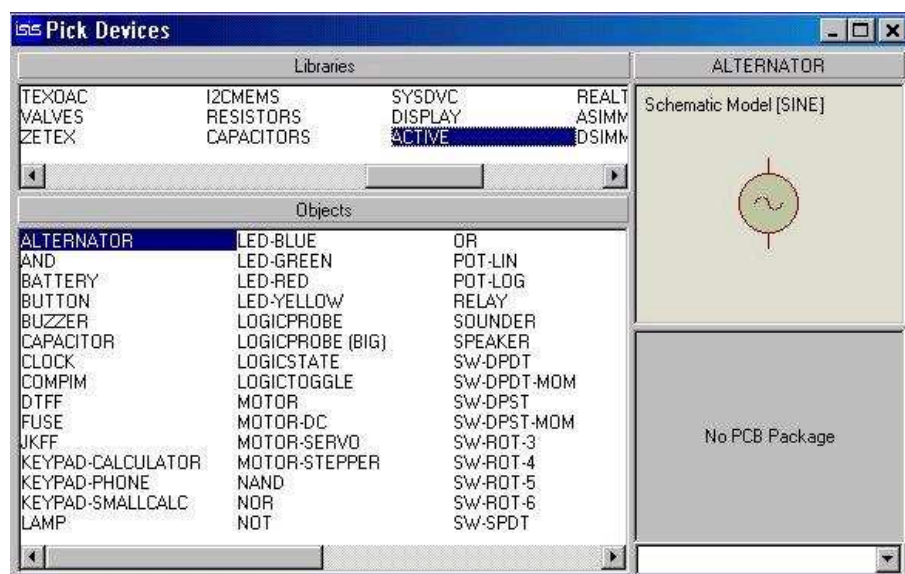 isis Pick Devices
Libraries
TEXOAC I2CMEMS SYSDVC REALT
VALVES RESISTORS DISPLAY ASIMM
ZETEX CAPACITORS ACTIVE DSIMM
Objects
ALTERNATOR LED-BLUE OR
AND LED-GREEN POT-LIN
BATTERY LED-RED POT-LOG
BUTTON LED-YELLOW RELAY
BUZZER LOGICPROBE SOUNDER
CAPACITOR LOGICPROBE (BIG) SPEAKER
CLOCK LOGICSTATE SW-DPDT
COMPIM LOGICTOGGLE SW-DPDT-MOM
DTFF MOTOR SW-DPST
FUSE MOTOR-DC SW-DPST-MOM
JKFF MOTOR-SERVO SW-ROT-3
KEYPAD-CALCULATOR MOTOR-STEPPER SW-ROT-4
KEYPAD-PHONE NAND SW-ROT-5
KEYPAD-SMALLCALC NOR SW-ROT-6
LAMP NOT SW-SPDT
ALTERNATOR
Schematic Model [SINE]
No PCB Package